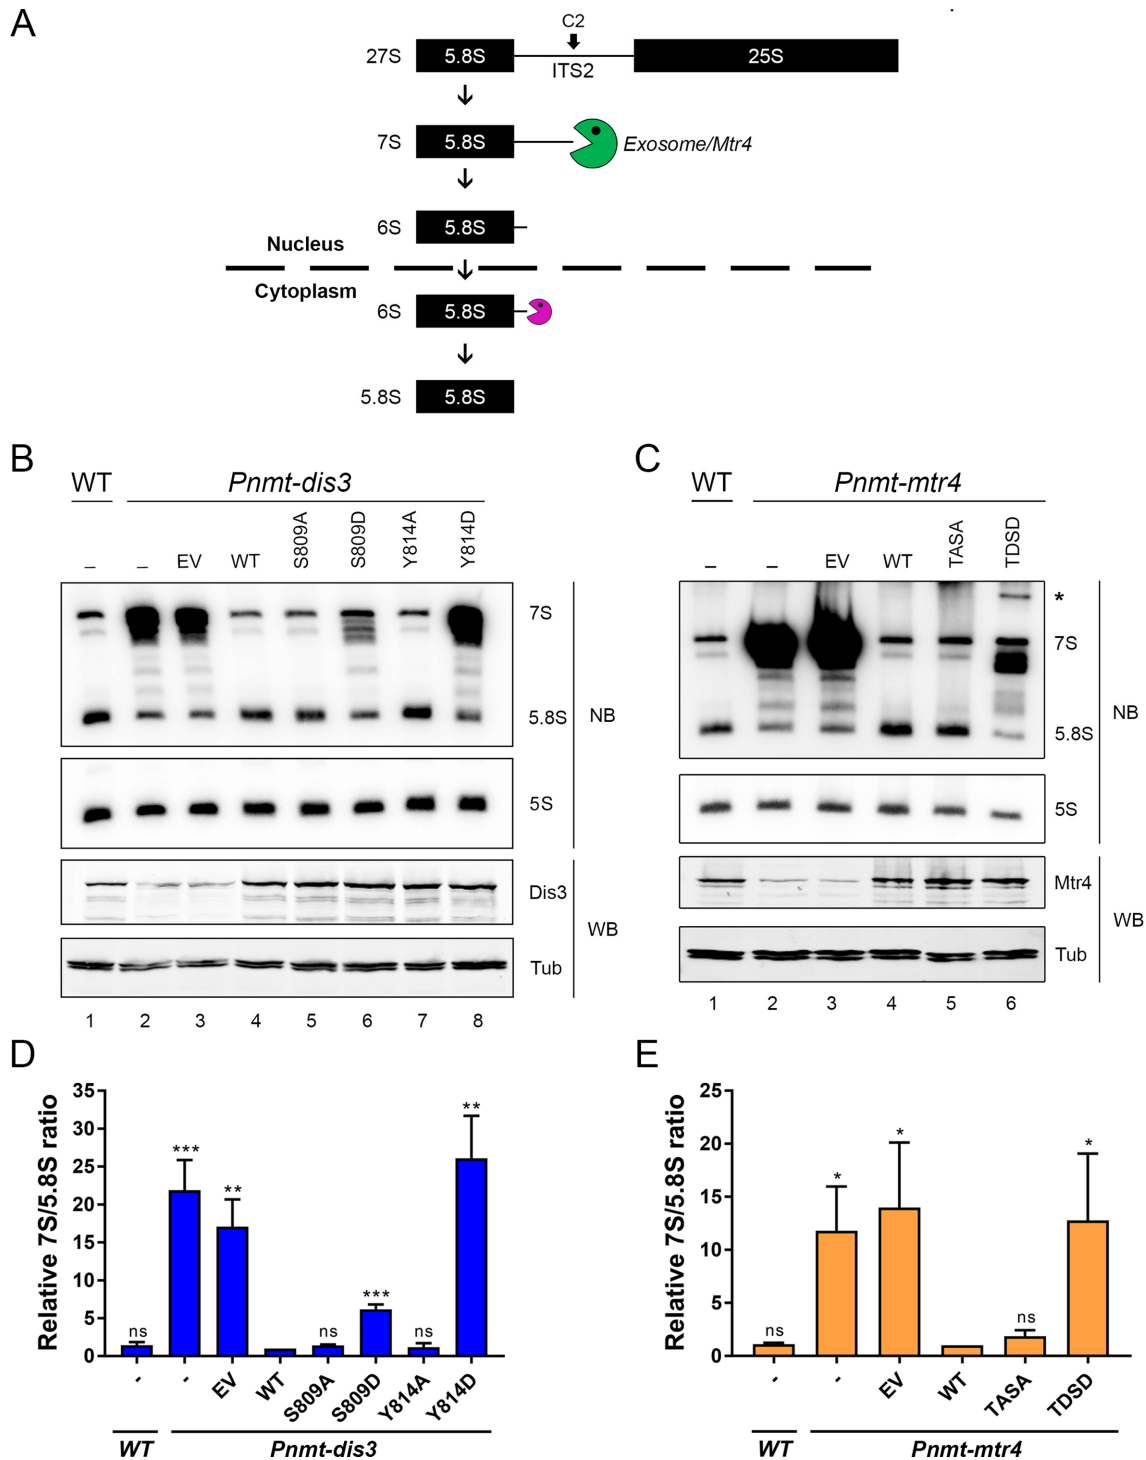 A
C2
27S 5.8S ITS2 25S
7S 5.8S Exosome/Mtr4
6S 5.8S
Nucleus
Cytoplasm
6S 5.8S
5.8S 5.8S
B
WT Pnmt-dis3
– – EV WT S809A S809D Y814A Y814D
7S
5.8S
NB
5S
Dis3
WB
Tub
1 2 3 4 5 6 7 8
C
WT Pnmt-mtr4
– – EV WT TASA TDSD
*
7S
NB
5.8S
5S
Mtr4
WB
Tub
1 2 3 4 5 6
D
Relative 7S/5.8S ratio
35
30
25
20
15
10
5
0
ns *** ** ns *** ns **
- - EV WT S809A S809D Y814A Y814D
WT Pnmt-dis3
E
Relative 7S/5.8S ratio
25
20
15
10
5
0
ns * * ns *
- - EV WT TASA TDSD
WT Pnmt-mtr4